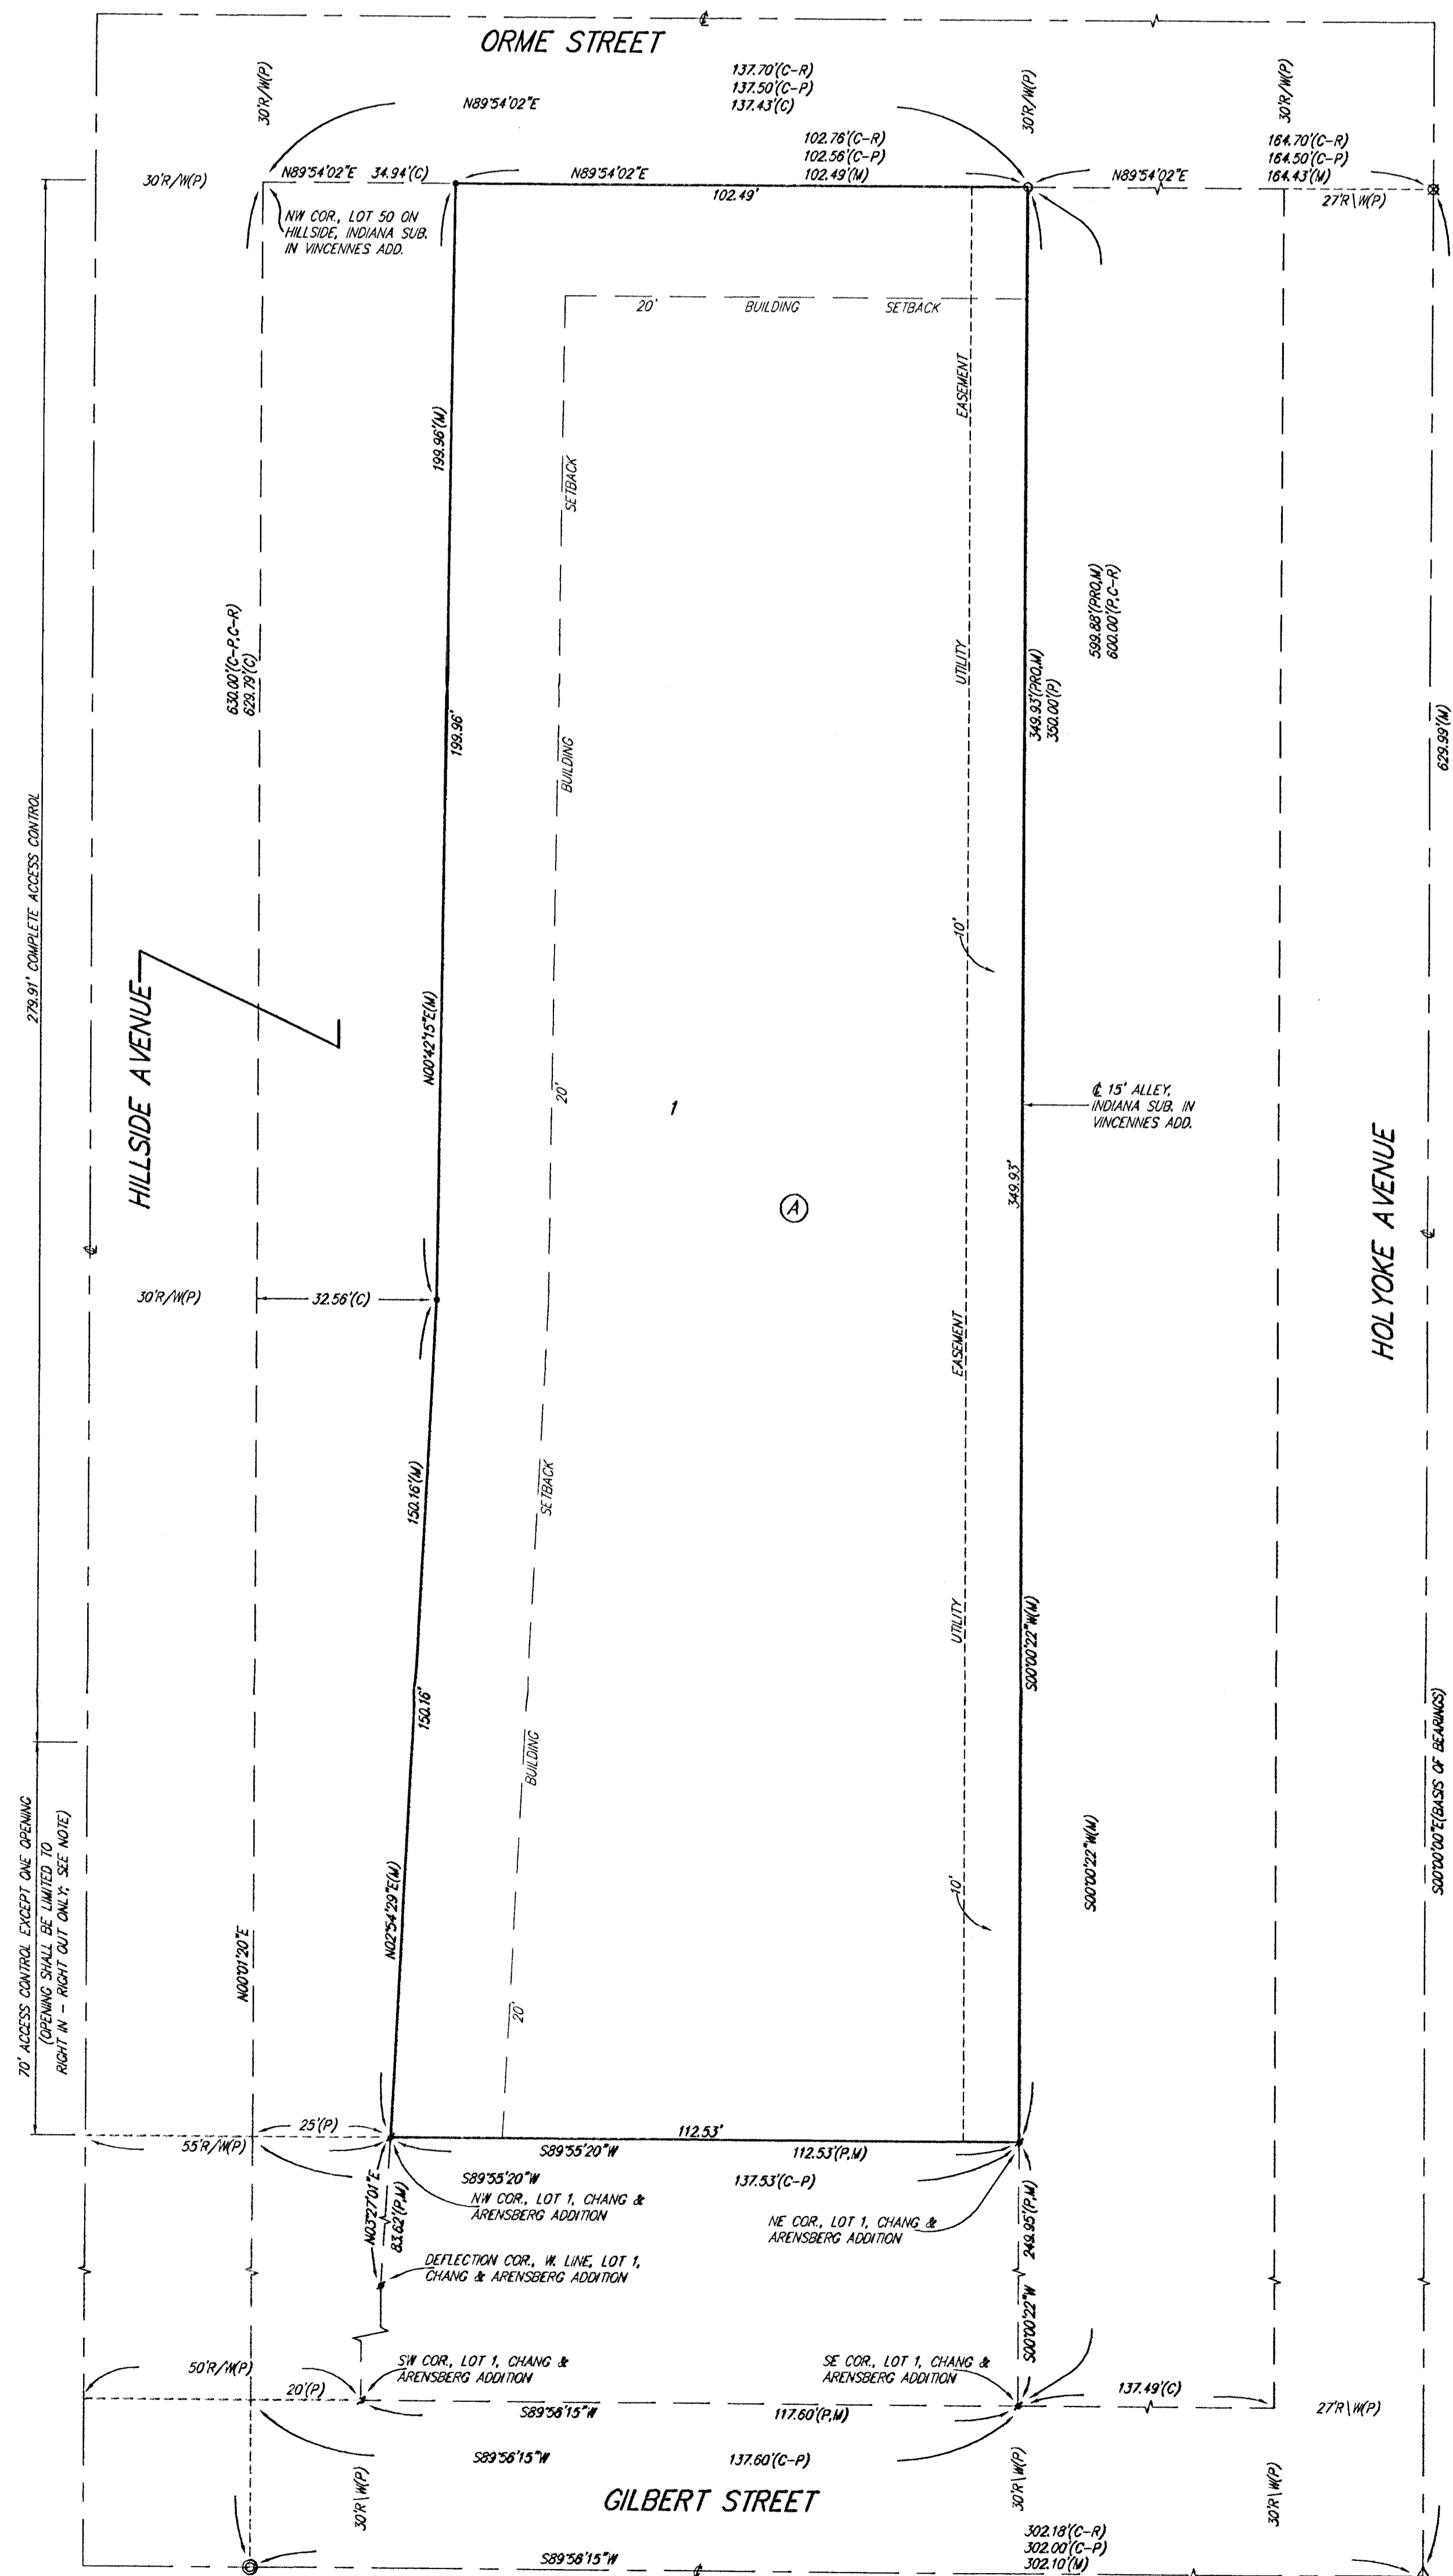 ORME STREET
30'R/W(P)
N89°54'02"E
137.70'(C-R)
137.50'(C-P)
137.43'(C)
30'R/W(P)
30'R/W(P)
30'R/W(P)
N89°54'02"E 34.94'(C)
N89°54'02"E
102.76'(C-R)
102.56'(C-P)
102.49'(M)
102.49'
N89°54'02"E
164.70'(C-R)
164.50'(C-P)
164.43'(M)
27'R\W(P)
NW COR., LOT 50 ON
HILLSIDE, INDIANA SUB.
IN VINCENNES ADD.
20' BUILDING SETBACK
EASEMENT
199.96'(M)
SETBACK
630.00'(C-P,C-R)
629.79'(C)
599.88'(PRO,M)
600.00'(P,C-R)
UTILITY
349.93'(PRO,M)
350.00'(P)
199.96'
BUILDING
629.99'(M)
279.91' COMPLETE ACCESS CONTROL
10'
HILLSIDE AVENUE
N00°42'15"E(M)
20'
1
℄ 15' ALLEY,
INDIANA SUB. IN
VINCENNES ADD.
349.93'
A
HOLYOKE AVENUE
30'R/W(P)
32.56'(C)
EASEMENT
150.16'(M)
SETBACK
UTILITY
S00°00'22"W(M)
150.16'
BUILDING
S00°00'00"E(BASIS OF BEARINGS)
70' ACCESS CONTROL EXCEPT ONE OPENING
(OPENING SHALL BE LIMITED TO
RIGHT IN - RIGHT OUT ONLY; SEE NOTE)
N00°01'20"E
N02°54'29"E(M)
10'
S00°00'22"W(M)
20'
25'(P)
55'R/W(P)
112.53'
S89°55'20"W
112.53'(P,M)
S89°55'20"W
137.53'(C-P)
NW COR., LOT 1, CHANG &
ARENSBERG ADDITION
NE COR., LOT 1, CHANG &
ARENSBERG ADDITION
N03°27'01"E
83.62'(P,M)
DEFLECTION COR., W. LINE, LOT 1,
CHANG & ARENSBERG ADDITION
S00°00'22"W 249.95'(P,M)
50'R/W(P)
20'(P)
SW COR., LOT 1, CHANG &
ARENSBERG ADDITION
SE COR., LOT 1, CHANG &
ARENSBERG ADDITION
137.49'(C)
27'R\W(P)
S89°56'15"W
117.60'(P,M)
S89°56'15"W
137.60'(C-P)
30'R\W(P)
GILBERT STREET
30'R\W(P)
30'R\W(P)
S89°56'15"W
302.18'(C-R)
302.00'(C-P)
302.10'(M)